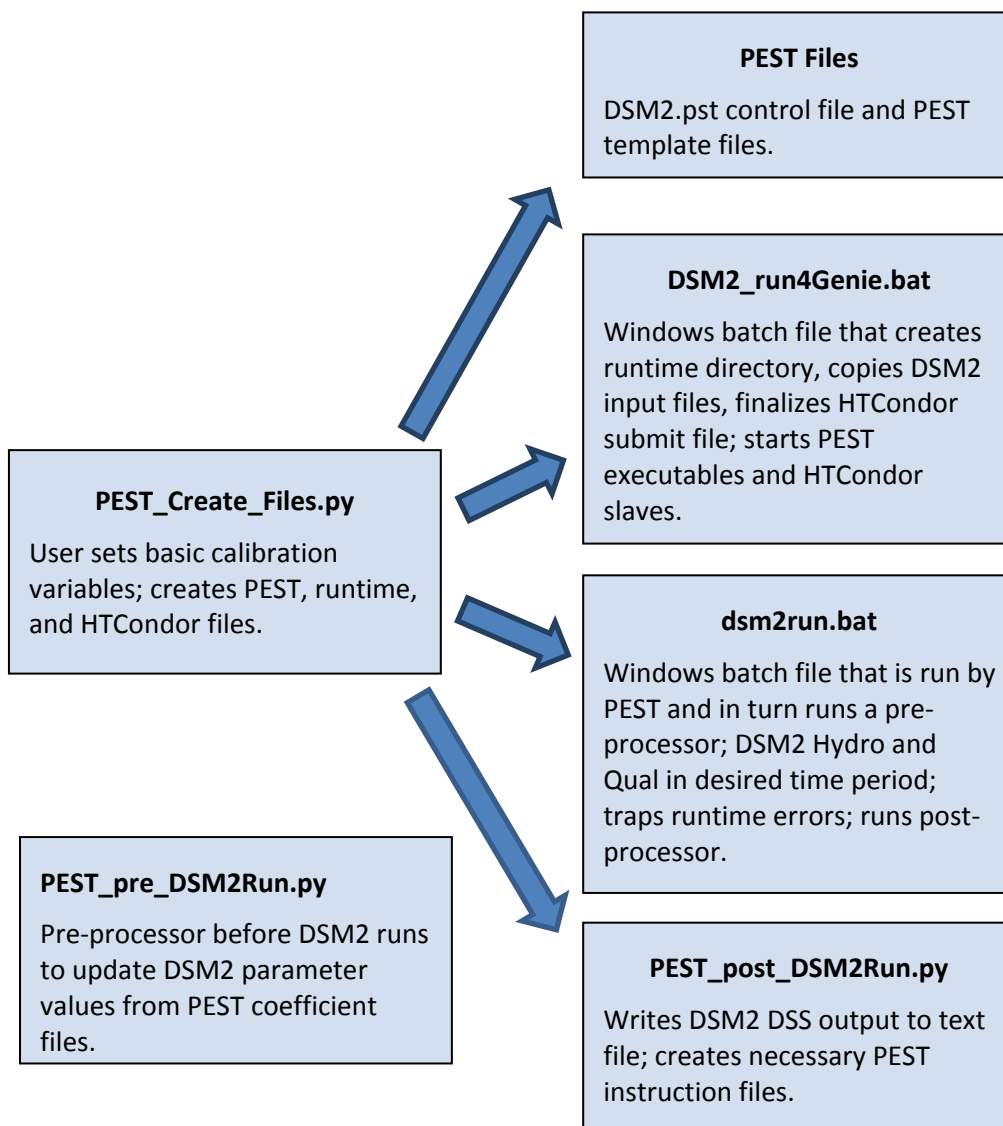 PEST Files
DSM2.pst control file and PEST
template files.
DSM2_run4Genie.bat
Windows batch file that creates
runtime directory, copies DSM2
input files, finalizes HTCondor
submit file; starts PEST
executables and HTCondor
slaves.
PEST_Create_Files.py
User sets basic calibration
variables; creates PEST, runtime,
and HTCondor files.
dsm2run.bat
Windows batch file that is run by
PEST and in turn runs a pre-
processor; DSM2 Hydro and
Qual in desired time period;
traps runtime errors; runs post-
processor.
PEST_pre_DSM2Run.py
Pre-processor before DSM2 runs
to update DSM2 parameter
values from PEST coefficient
files.
PEST_post_DSM2Run.py
Writes DSM2 DSS output to text
file; creates necessary PEST
instruction files.